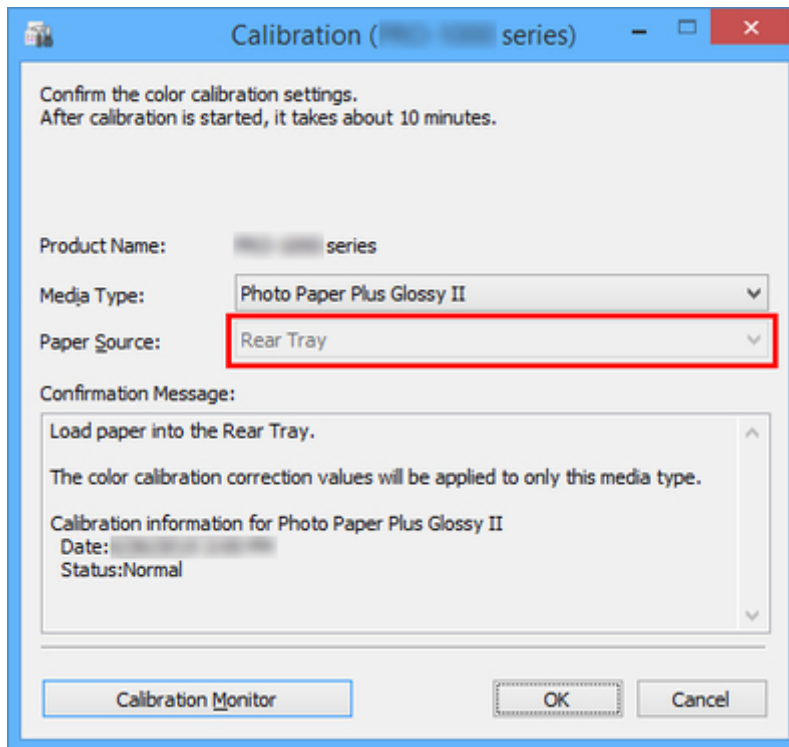 Calibration ( series)
Confirm the color calibration settings.
After calibration is started, it takes about 10 minutes.
Product Name: series
Media Type: Photo Paper Plus Glossy II
Paper Source: Rear Tray
Confirmation Message:
Load paper into the Rear Tray.
The color calibration correction values will be applied to only this media type.
Calibration information for Photo Paper Plus Glossy II
Date:
Status:Normal
Calibration Monitor OK Cancel